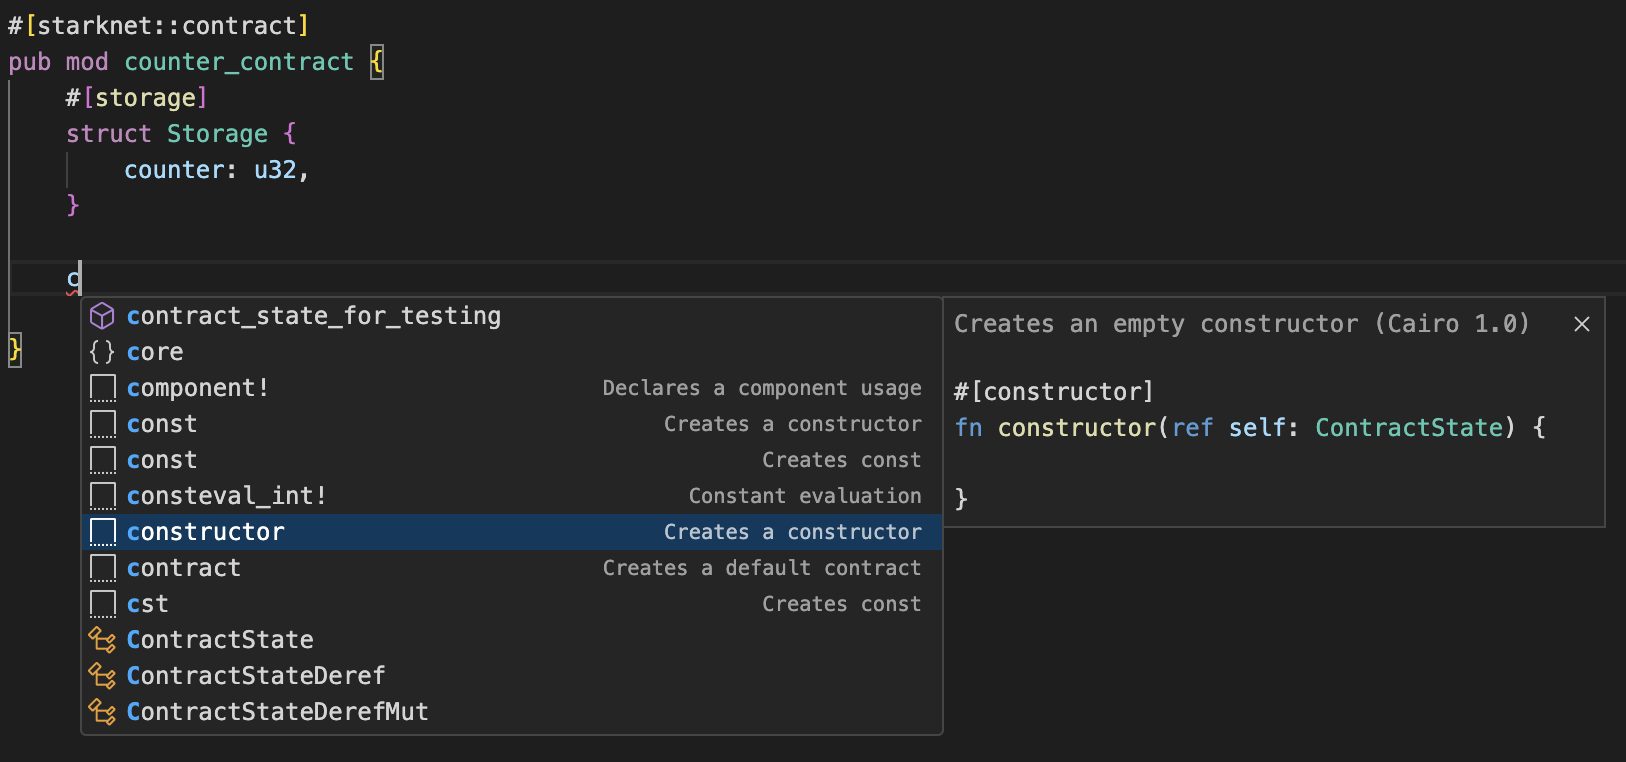 #[starknet::contract]
pub mod counter_contract {
#[storage]
struct Storage {
counter: u32,
}
c
}
contract_state_for_testing
{} core
component! Declares a component usage
const Creates a constructor
const Creates const
consteval_int! Constant evaluation
constructor Creates a constructor
contract Creates a default contract
cst Creates const
ContractState
ContractStateDeref
ContractStateDerefMut
Creates an empty constructor (Cairo 1.0)
#[constructor]
fn constructor(ref self: ContractState) {
}